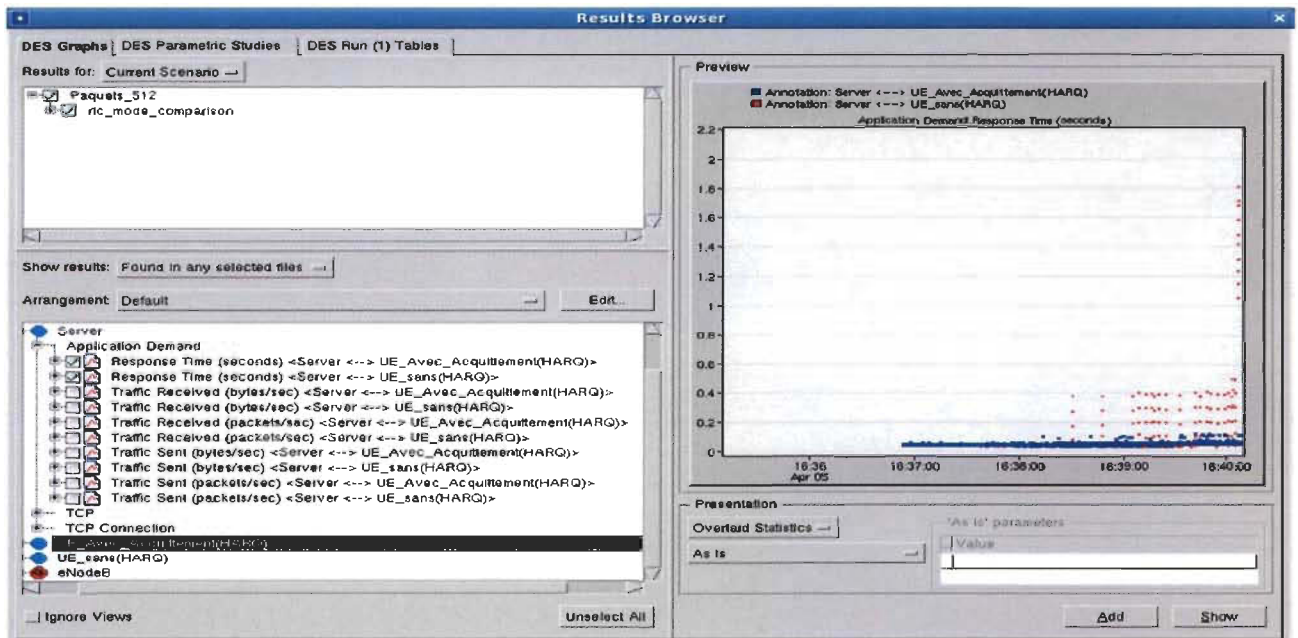 Results Browser
DES Graphs DES Parametric Studies DES Run (1) Tables
Results for: Current Scenario
Paquets_512
rlc_mode_comparison
Show results: Found in any selected files
Arrangement: Default Edit...
Server
Application Demand
Response Time (seconds) <Server <--> UE_Avec_Acquittement(HARQ)>
Response Time (seconds) <Server <--> UE_sans(HARQ)>
Traffic Received (bytes/sec) <Server <--> UE_Avec_Acquittement(HARQ)>
Traffic Received (bytes/sec) <Server <--> UE_sans(HARQ)>
Traffic Received (packets/sec) <Server <--> UE_Avec_Acquittement(HARQ)>
Traffic Received (packets/sec) <Server <--> UE_sans(HARQ)>
Traffic Sent (bytes/sec) <Server <--> UE_Avec_Acquittement(HARQ)>
Traffic Sent (bytes/sec) <Server <--> UE_sans(HARQ)>
Traffic Sent (packets/sec) <Server <--> UE_Avec_Acquittement(HARQ)>
Traffic Sent (packets/sec) <Server <--> UE_sans(HARQ)>
TCP
TCP Connection
UE_Avec_Acquittement(HARQ)
UE_sans(HARQ)
eNodeB
Ignore Views Unselect All
Preview
Annotation: Server <--> UE_Avec_Acquittement(HARQ)
Annotation: Server <--> UE_sans(HARQ)
Application Demand Response Time (seconds)
2.2
2
1.8
1.6
1.4
1.2
1
0.8
0.6
0.4
0.2
0
16:36 16:37:00 16:38:00 16:39:00 16:40:00
Apr 05
Presentation
Overlaid Statistics
As Is
'As Is' parameters
Value
Add Show